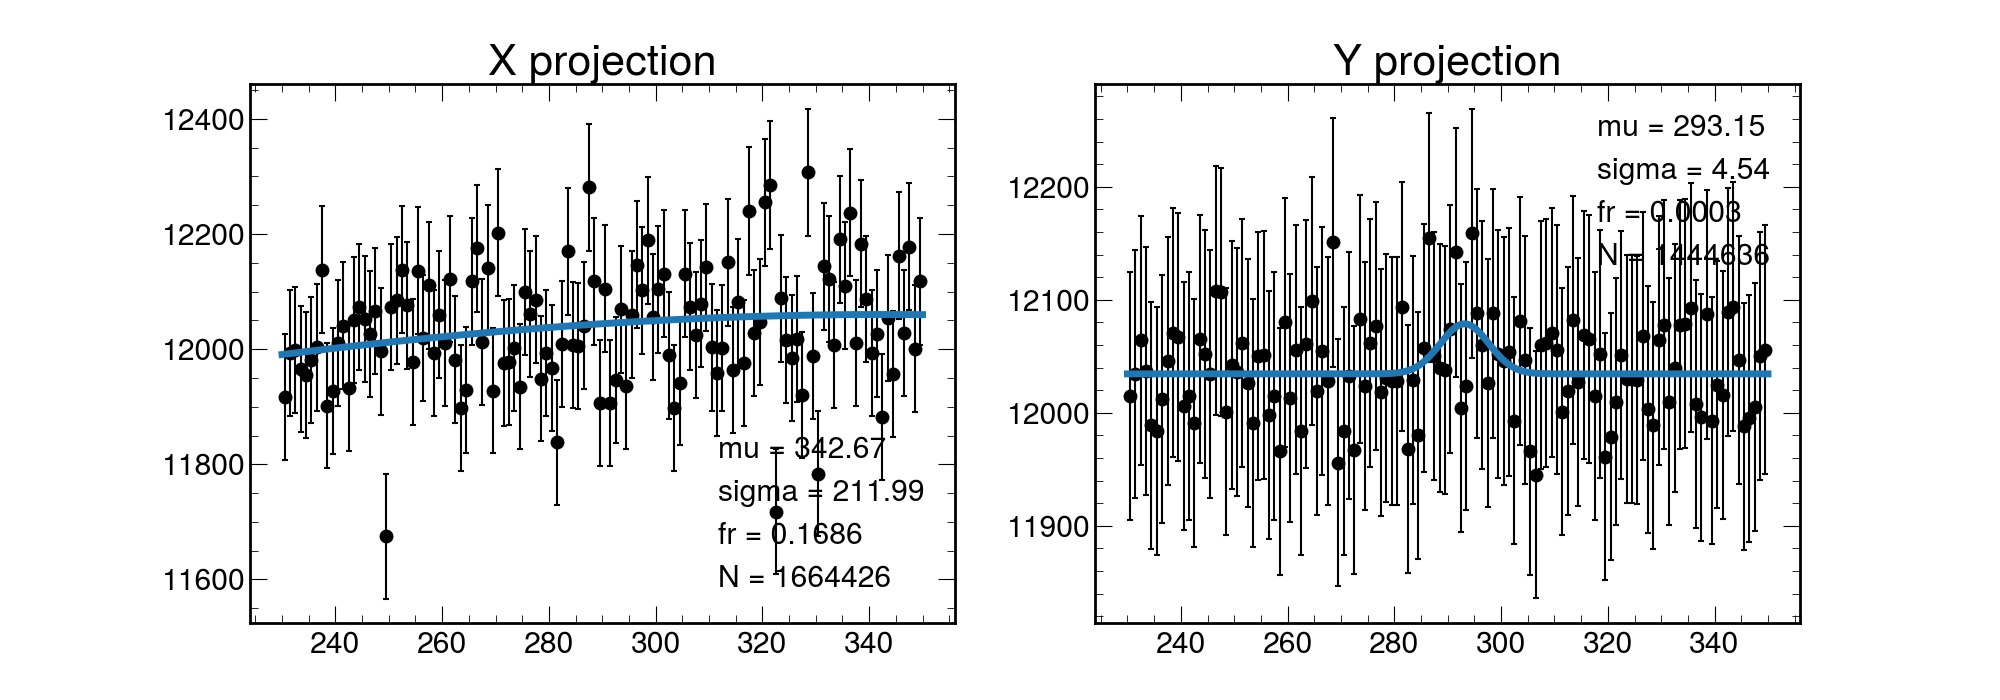 X projection
12400
12200
12000
11800
11600
240 260 280 300 320 340
mu = 342.67
sigma = 211.99
fr = 0.1686
N = 1664426
Y projection
12200
12100
12000
11900
240 260 280 300 320 340
mu = 293.15
sigma = 4.54
fr = 0.0003
N = 1444636